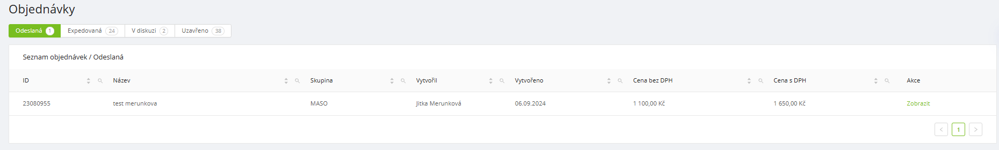 Objednávky
Odeslaná 1 Expedovaná 24 V diskuzi 2 Uzavřeno 38
Seznam objednávek / Odeslaná
ID Název Skupina Vytvořil Vytvořeno Cena bez DPH Cena s DPH Akce
23080955 test merunkova MASO Jitka Merunková 06.09.2024 1 100,00 Kč 1 650,00 Kč Zobrazit
1